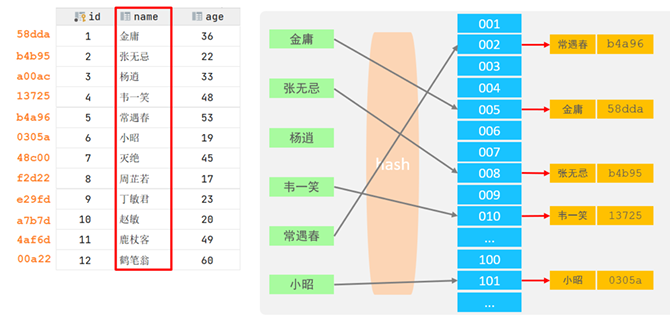 id name age
58dda 1 金庸 36
b4b95 2 张无忌 22
a00ac 3 杨逍 33
13725 4 韦一笑 48
b4a96 5 常遇春 53
0305a 6 小昭 19
48c00 7 灭绝 45
f2d22 8 周芷若 17
e29fd 9 丁敏君 23
a7b7d 10 赵敏 20
4af6d 11 鹿杖客 49
00a22 12 鹤笔翁 60
金庸
张无忌
杨逍
韦一笑
常遇春
小昭
hash
001
002
003
004
005
006
007
008
009
010
...
100
101
...
常遇春 b4a96
金庸 58dda
张无忌 b4b95
韦一笑 13725
小昭 0305a